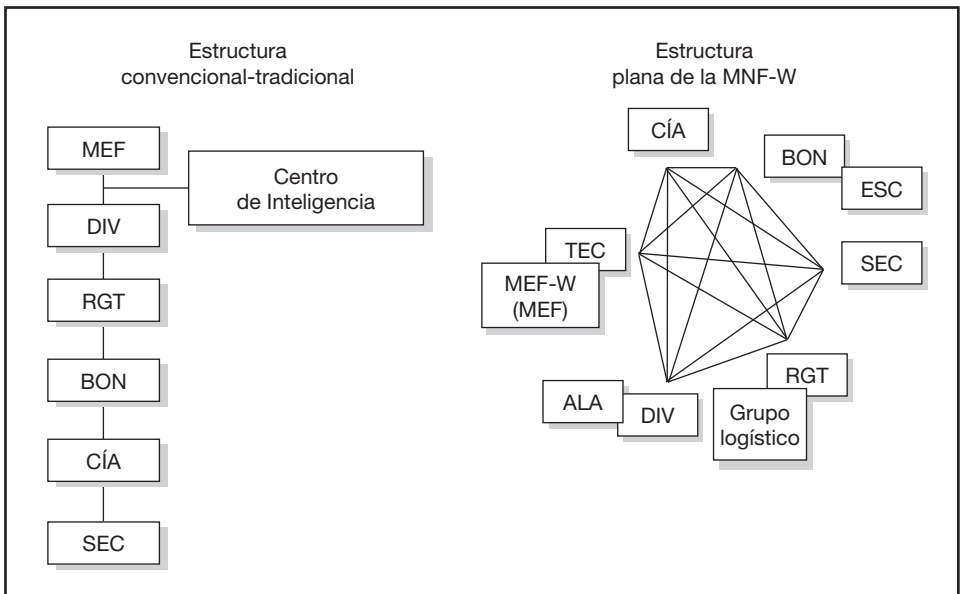 Estructura
convencional-tradicional
MEF
Centro
de Inteligencia
DIV
RGT
BON
CÍA
SEC
Estructura
plana de la MNF-W
CÍA
BON
ESC
SEC
TEC
MEF-W
(MEF)
RGT
Grupo
logístico
ALA
DIV